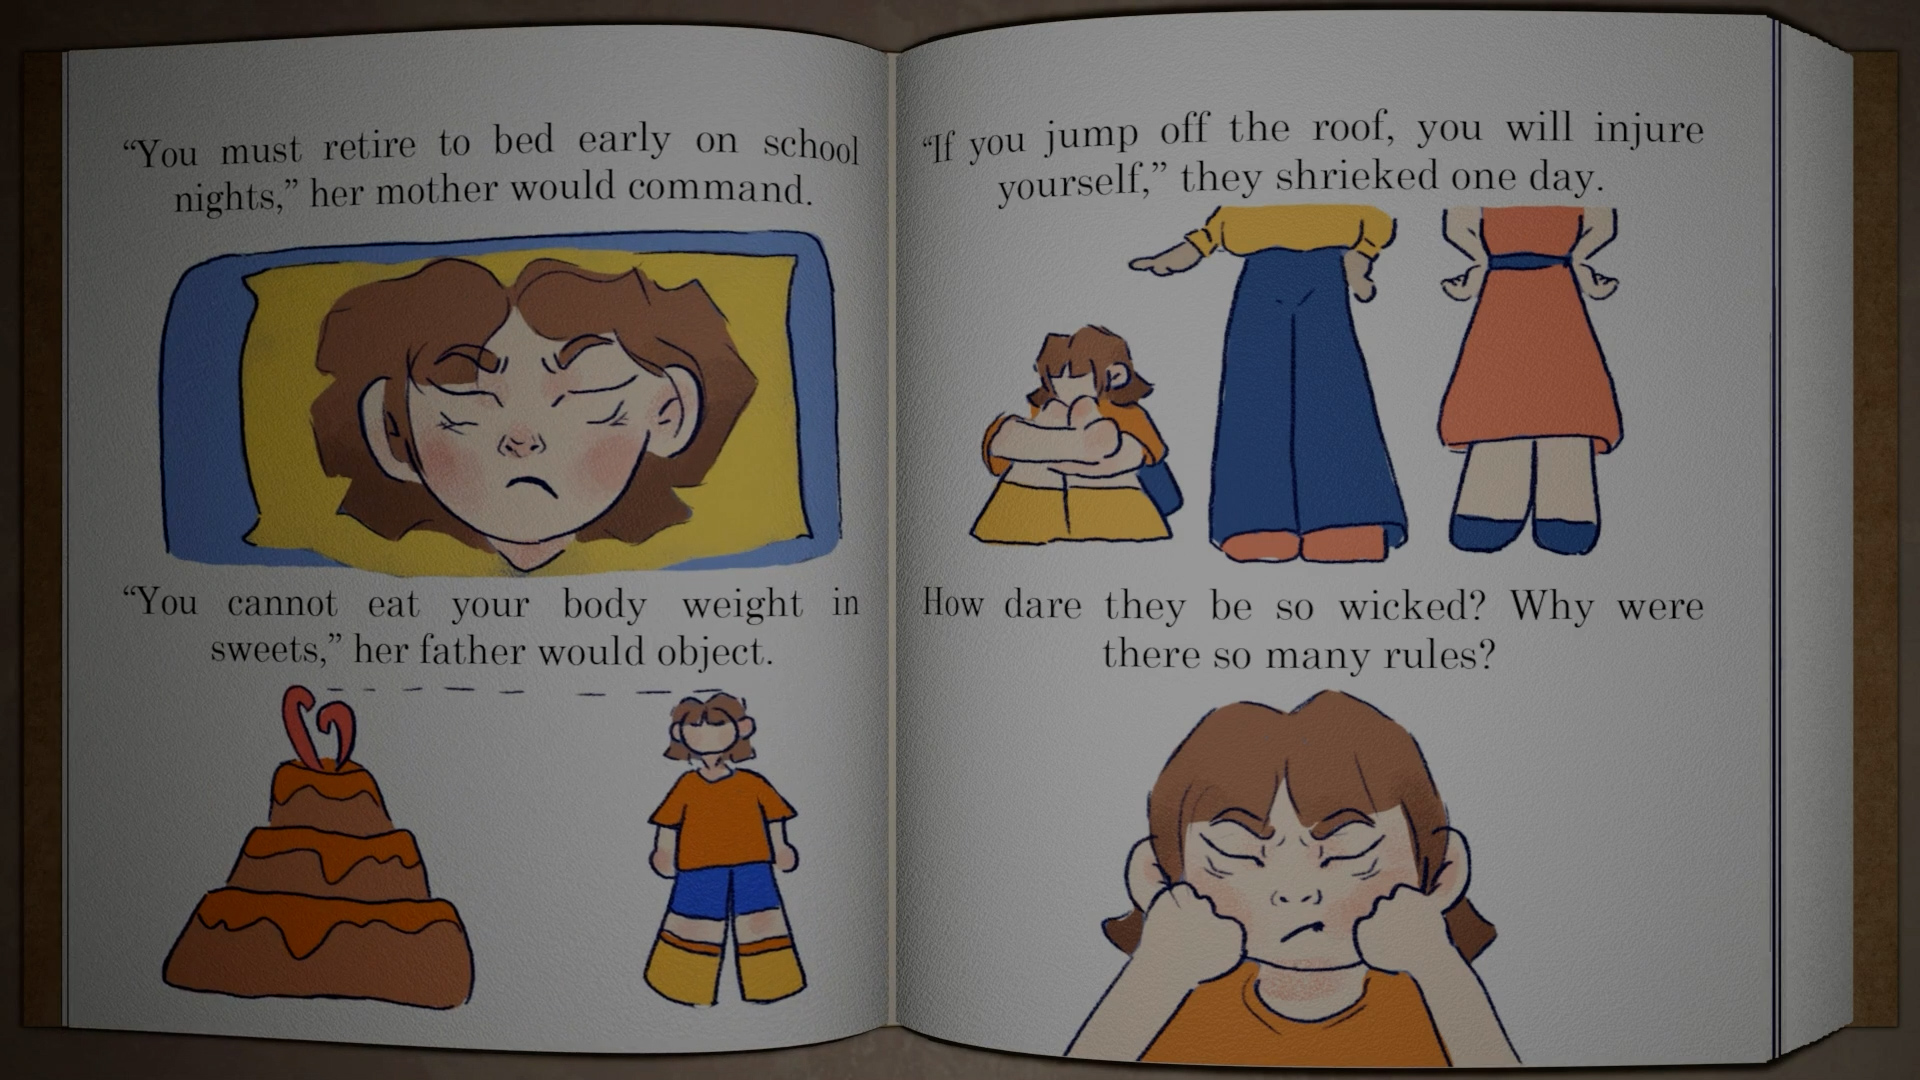 “You must retire to bed early on school
nights,” her mother would command.
“You cannot eat your body weight in
sweets,” her father would object.
“If you jump off the roof, you will injure
yourself,” they shrieked one day.
How dare they be so wicked? Why were
there so many rules?